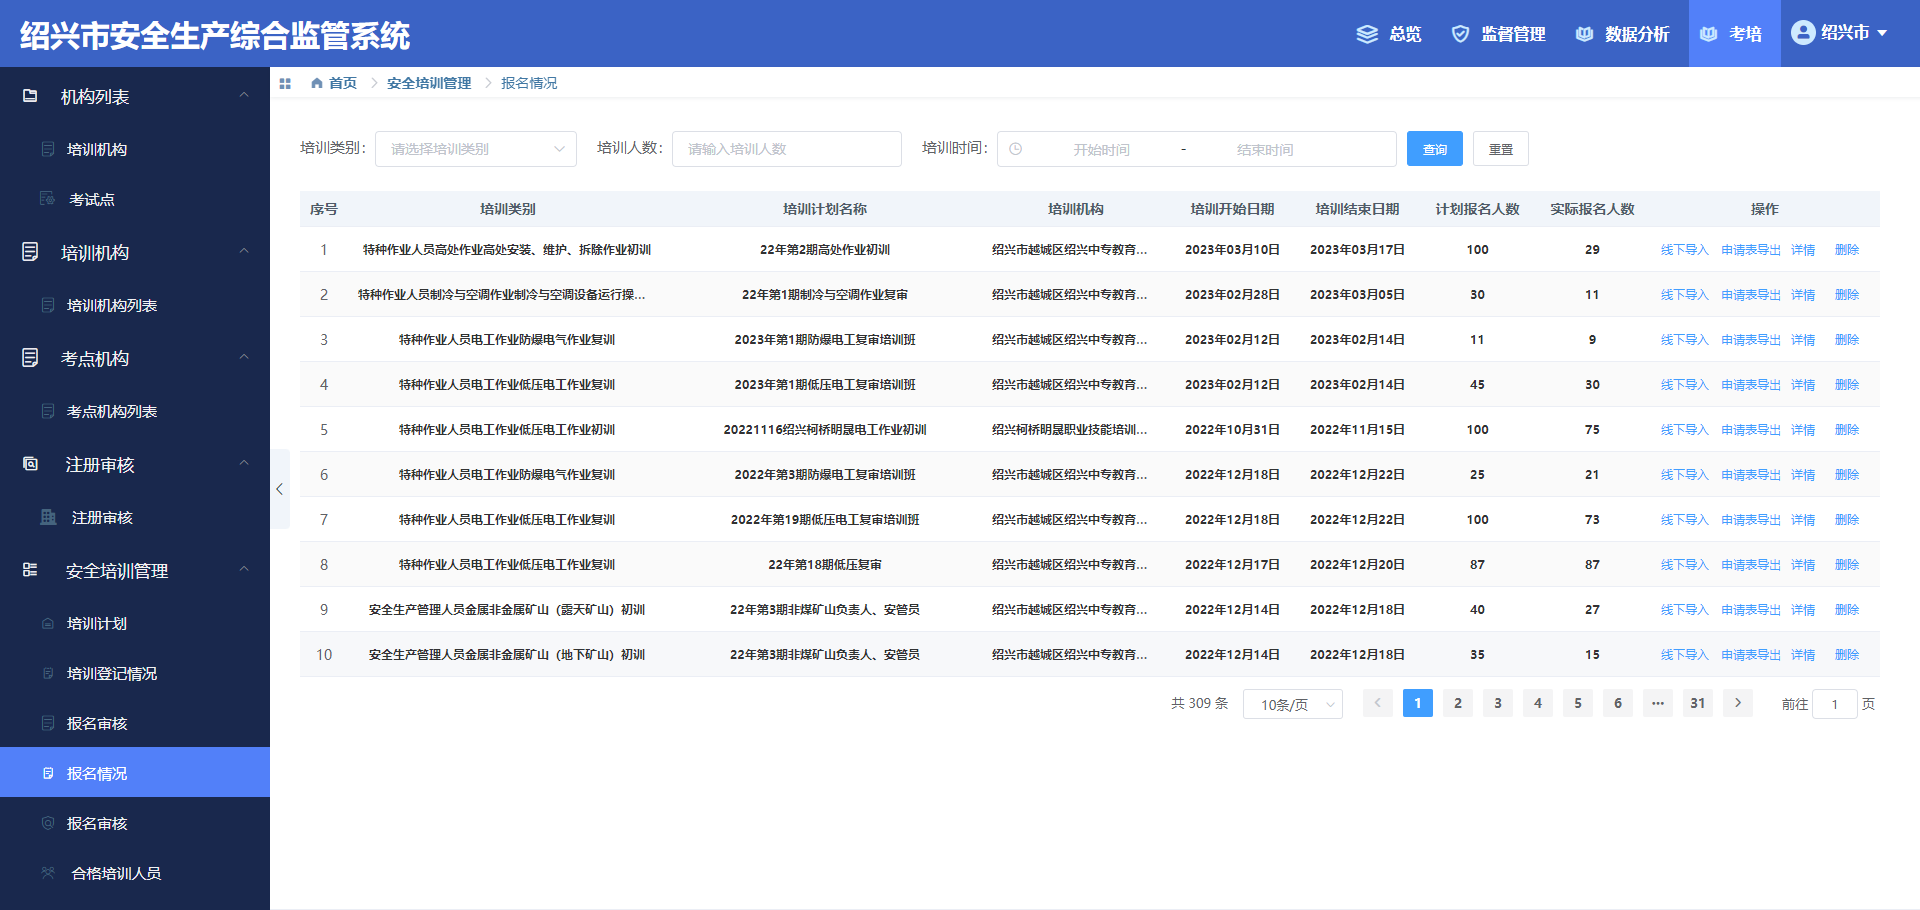 绍兴市安全生产综合监管系统
总览 监督管理 数据分析 考培 绍兴市
机构列表
培训机构
考试点
培训机构
培训机构列表
考点机构
考点机构列表
注册审核
注册审核
安全培训管理
培训计划
培训登记情况
报名审核
报名情况
报名审核
合格培训人员
首页 安全培训管理 报名情况
培训类别: 请选择培训类别 培训人数: 请输入培训人数 培训时间: 开始时间 - 结束时间 查询 重置
序号 培训类别 培训计划名称 培训机构 培训开始日期 培训结束日期 计划报名人数 实际报名人数 操作
1 特种作业人员高处作业高处安装、维护、拆除作业初训 22年第2期高处作业初训 绍兴市越城区绍兴中专教育... 2023年03月10日 2023年03月17日 100 29 线下导入 申请表导出 详情 删除
2 特种作业人员制冷与空调作业制冷与空调设备运行操... 22年第1期制冷与空调作业复审 绍兴市越城区绍兴中专教育... 2023年02月28日 2023年03月05日 30 11 线下导入 申请表导出 详情 删除
3 特种作业人员电工作业防爆电气作业复训 2023年第1期防爆电工复审培训班 绍兴市越城区绍兴中专教育... 2023年02月12日 2023年02月14日 11 9 线下导入 申请表导出 详情 删除
4 特种作业人员电工作业低压电工作业复训 2023年第1期低压电工复审培训班 绍兴市越城区绍兴中专教育... 2023年02月12日 2023年02月14日 45 30 线下导入 申请表导出 详情 删除
5 特种作业人员电工作业低压电工作业初训 20221116绍兴柯桥明晟电工作业初训 绍兴柯桥明晟职业技能培训... 2022年10月31日 2022年11月15日 100 75 线下导入 申请表导出 详情 删除
6 特种作业人员电工作业防爆电气作业复训 2022年第3期防爆电工复审培训班 绍兴市越城区绍兴中专教育... 2022年12月18日 2022年12月22日 25 21 线下导入 申请表导出 详情 删除
7 特种作业人员电工作业低压电工作业复训 2022年第19期低压电工复审培训班 绍兴市越城区绍兴中专教育... 2022年12月18日 2022年12月22日 100 73 线下导入 申请表导出 详情 删除
8 特种作业人员电工作业低压电工作业复训 22年第18期低压复审 绍兴市越城区绍兴中专教育... 2022年12月17日 2022年12月20日 87 87 线下导入 申请表导出 详情 删除
9 安全生产管理人员金属非金属矿山（露天矿山）初训 22年第3期非煤矿山负责人、安管员 绍兴市越城区绍兴中专教育... 2022年12月14日 2022年12月18日 40 27 线下导入 申请表导出 详情 删除
10 安全生产管理人员金属非金属矿山（地下矿山）初训 22年第3期非煤矿山负责人、安管员 绍兴市越城区绍兴中专教育... 2022年12月14日 2022年12月18日 35 15 线下导入 申请表导出 详情 删除
共 309 条 10条/页 1 2 3 4 5 6 ... 31 前往 1 页